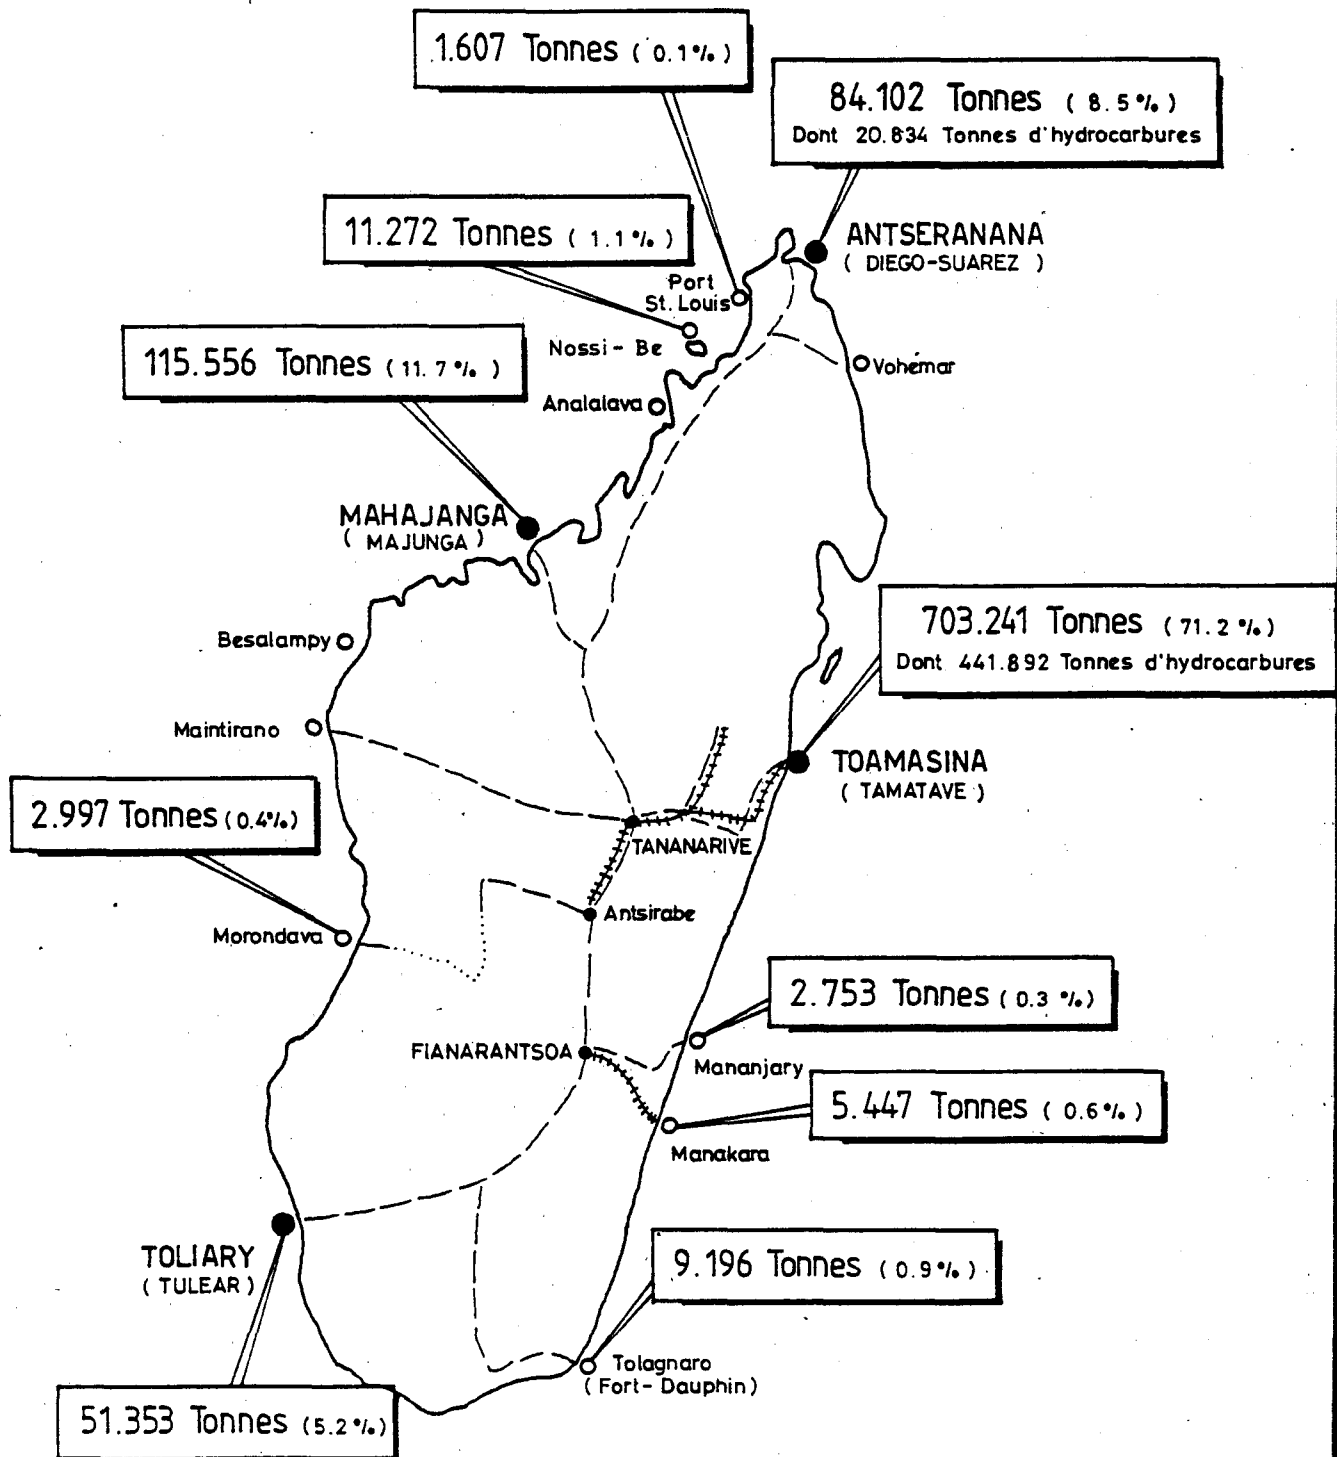 1.607 Tonnes ( 0.1 % )
84.102 Tonnes ( 8.5 % )
Dont 20.834 Tonnes d'hydrocarbures
11.272 Tonnes ( 1.1 % )
ANTSERANANA
( DIEGO-SUAREZ )
Port
St. Louis
Nossi-Be
115.556 Tonnes ( 11.7 % )
Vohémar
Analalava
MAHAJANGA
( MAJUNGA )
703.241 Tonnes ( 71.2 % )
Dont 441.892 Tonnes d'hydrocarbures
Besalampy
Maintirano
TOAMASINA
( TAMATAVE )
2.997 Tonnes ( 0.4% )
TANANARIVE
Antsirabe
Morondava
2.753 Tonnes ( 0.3 % )
FIANARANTSOA
Mananjary
5.447 Tonnes ( 0.6 % )
Manakara
TOLIARY
( TULEAR )
9.196 Tonnes ( 0.9 % )
Tolagnaro
( Fort-Dauphin )
51.353 Tonnes ( 5.2 % )